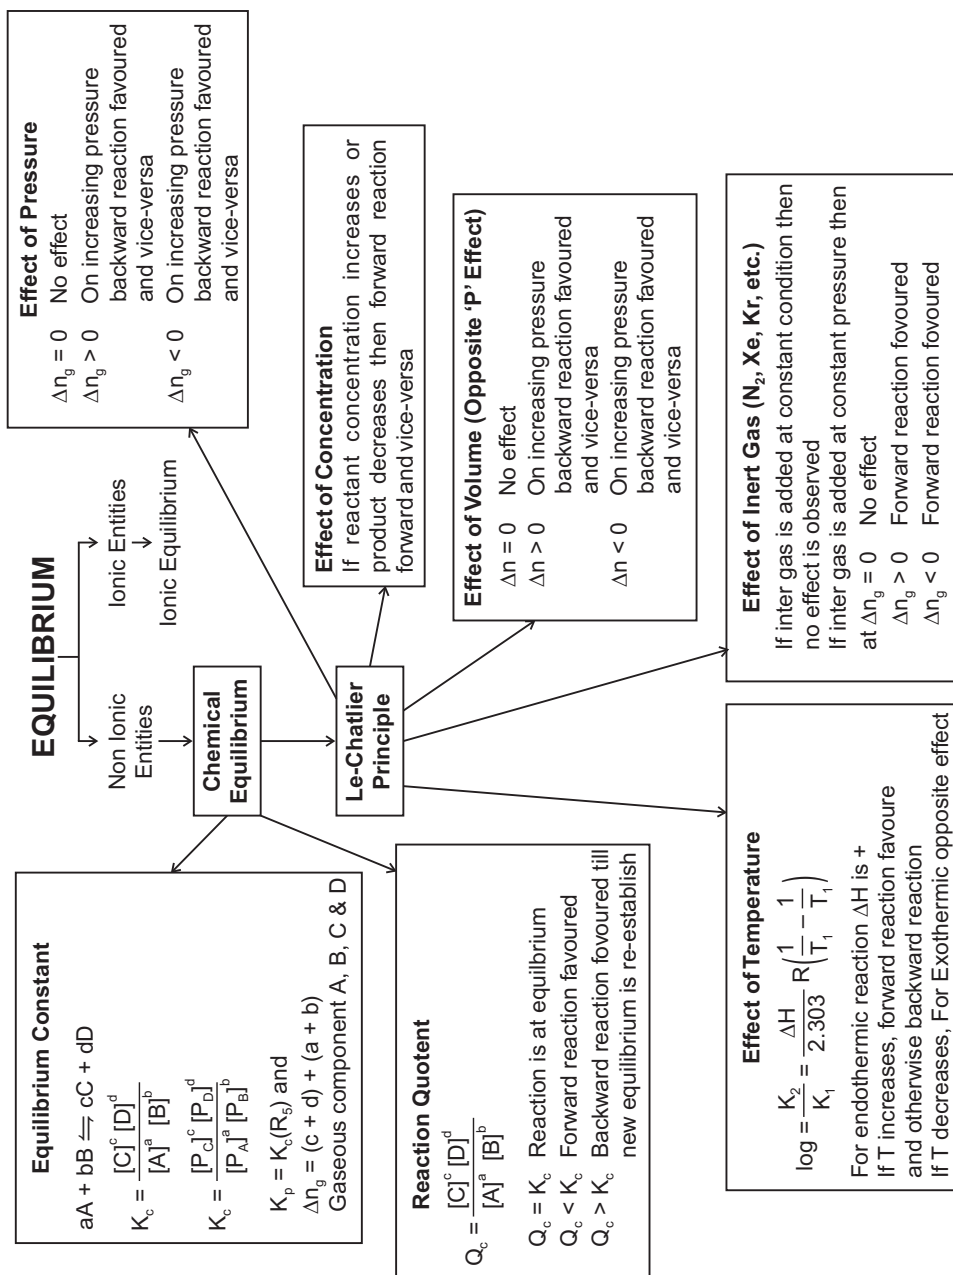 EQUILIBRIUM
Non Ionic
Entities
Ionic Entities
Ionic Equilibrium
Chemical
Equilibrium
Le-Chatlier
Principle
Equilibrium Constant
aA + bB ⇋ cC + dD
K_c = [C]^c [D]^d / [A]^a [B]^b
K_c = [P_C]^c [P_D]^d / [P_A]^a [P_B]^b
K_p = K_c(R_5) and
Δn_g = (c + d) + (a + b)
Gaseous component A, B, C & D
Reaction Quotent
Q_c = [C]^c [D]^d / [A]^a [B]^b
Q_c = K_c Reaction is at equilbrium
Q_c < K_c Forward reaction favoured
Q_c > K_c Backward reaction fovoured till
new equilibrium is re-establish
Effect of Temperature
log = K_2 / K_1 = ΔH / 2.303 R (1 / T_1 − 1 / T_1)
For endothermic reaction ΔH is +
If T increases, forward reaction favoure
and otherwise backward reaction
If T decreases, For Exothermic opposite effect
Effect of Pressure
Δn_g = 0 No effect
Δn_g > 0 On increasing pressure
backward reaction favoured
and vice-versa
Δn_g < 0 On increasing pressure
backward reaction favoured
and vice-versa
Effect of Concentration
If reactant concentration increases or
product decreases then forward reaction
forward and vice-versa
Effect of Volume (Opposite ‘P’ Effect)
Δn = 0 No effect
Δn > 0 On increasing pressure
backward reaction favoured
and vice-versa
Δn < 0 On increasing pressure
backward reaction favoured
and vice-versa
Effect of Inert Gas (N_2, Xe, Kr, etc.)
If inter gas is added at constant condition then
no effect is observed
If inter gas is added at constant pressure then
at Δn_g = 0 No effect
Δn_g > 0 Forward reaction fovoured
Δn_g < 0 Forward reaction fovoured